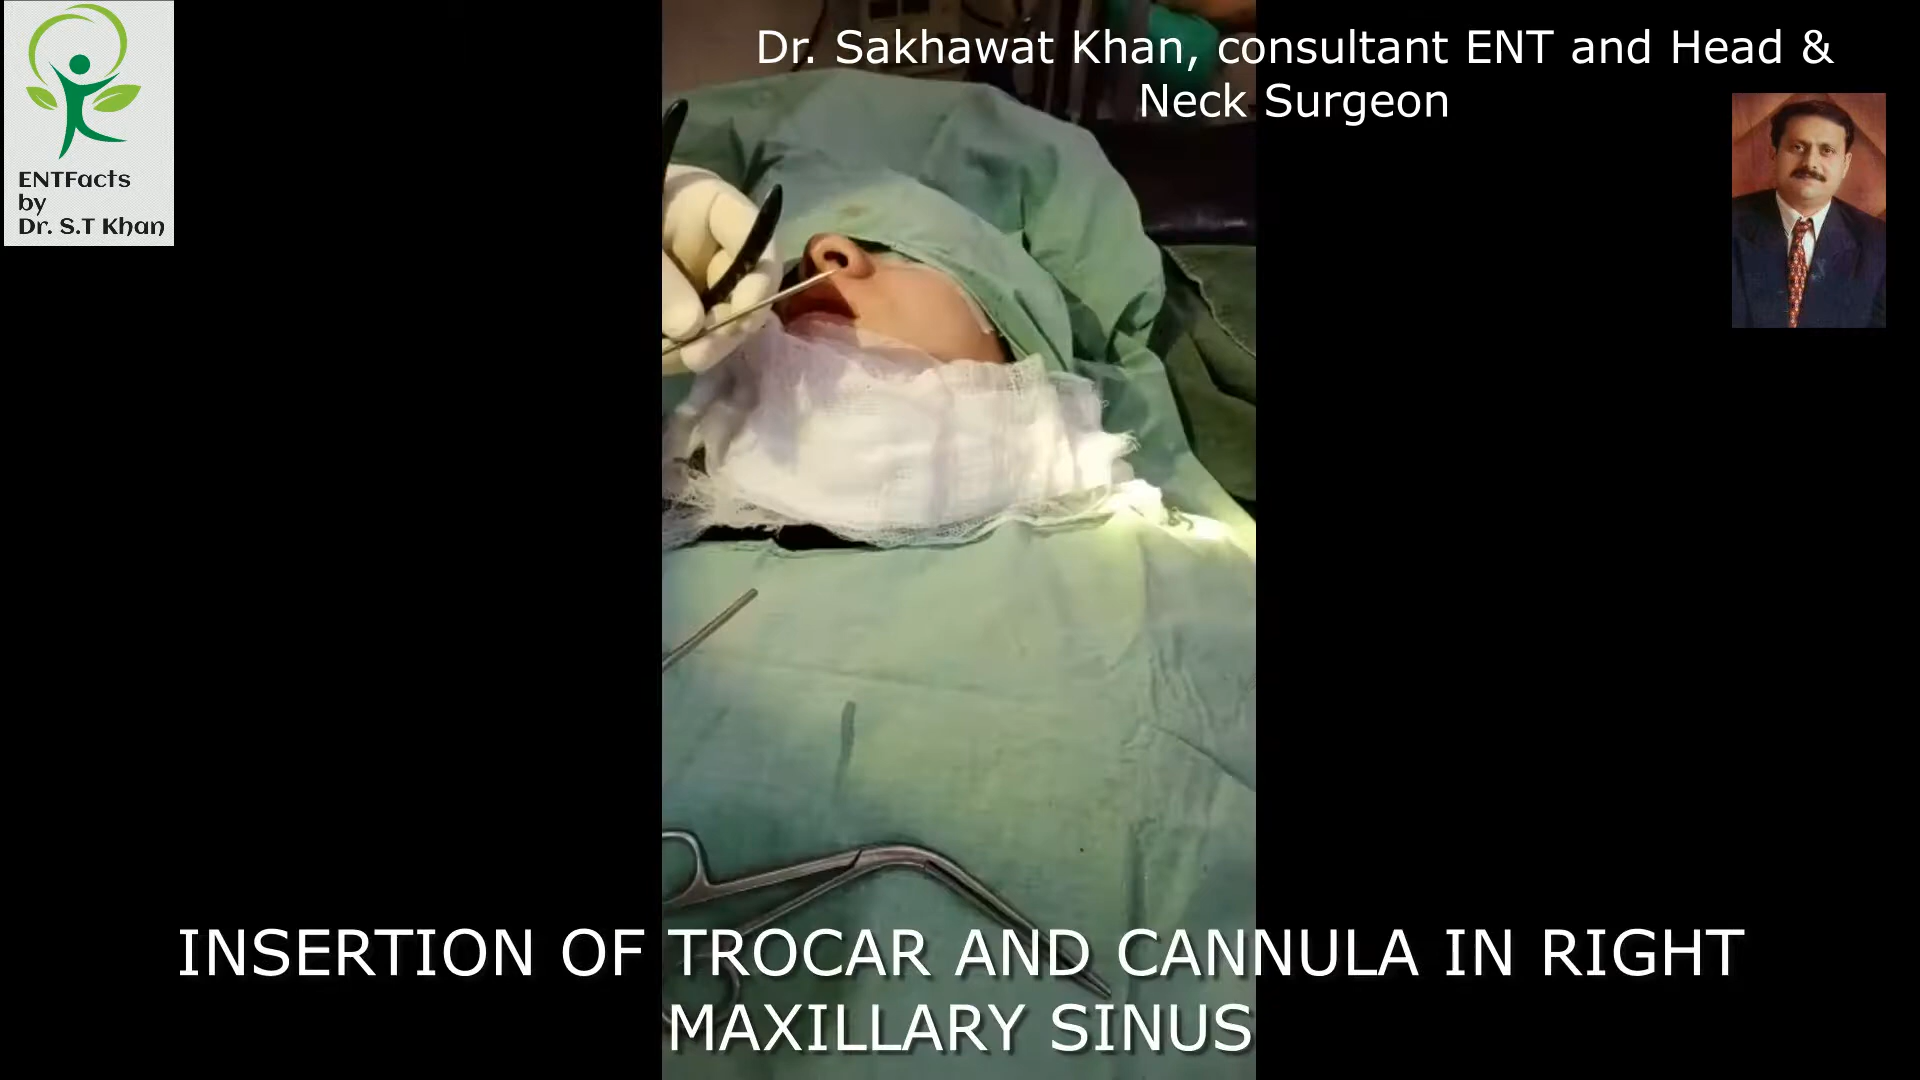 Dr. Sakhawat Khan, consultant ENT and Head &
Neck Surgeon
ENTFacts
by
Dr. S.T Khan
INSERTION OF TROCAR AND CANNULA IN RIGHT
MAXILLARY SINUS